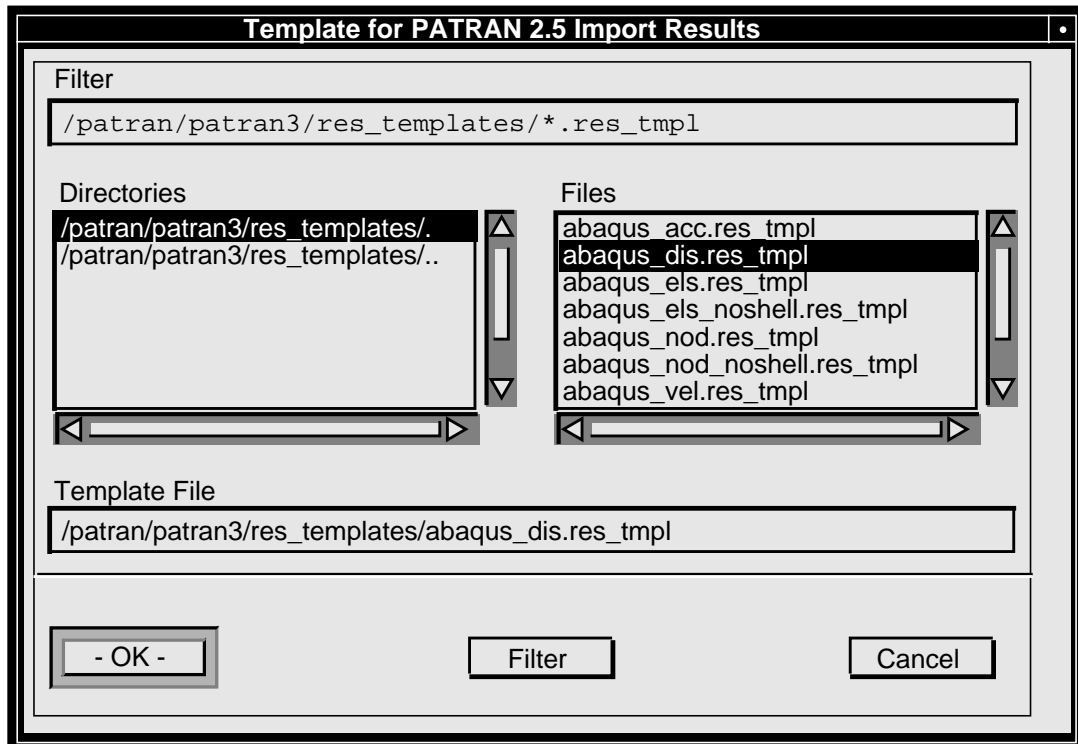 Template for PATRAN 2.5 Import Results
Filter
/patran/patran3/res_templates/*.res_tmpl
Directories
/patran/patran3/res_templates/.
/patran/patran3/res_templates/..
Files
abaqus_acc.res_tmpl
abaqus_dis.res_tmpl
abaqus_els.res_tmpl
abaqus_els_noshell.res_tmpl
abaqus_nod.res_tmpl
abaqus_nod_noshell.res_tmpl
abaqus_vel.res_tmpl
Template File
/patran/patran3/res_templates/abaqus_dis.res_tmpl
- OK -
Filter
Cancel